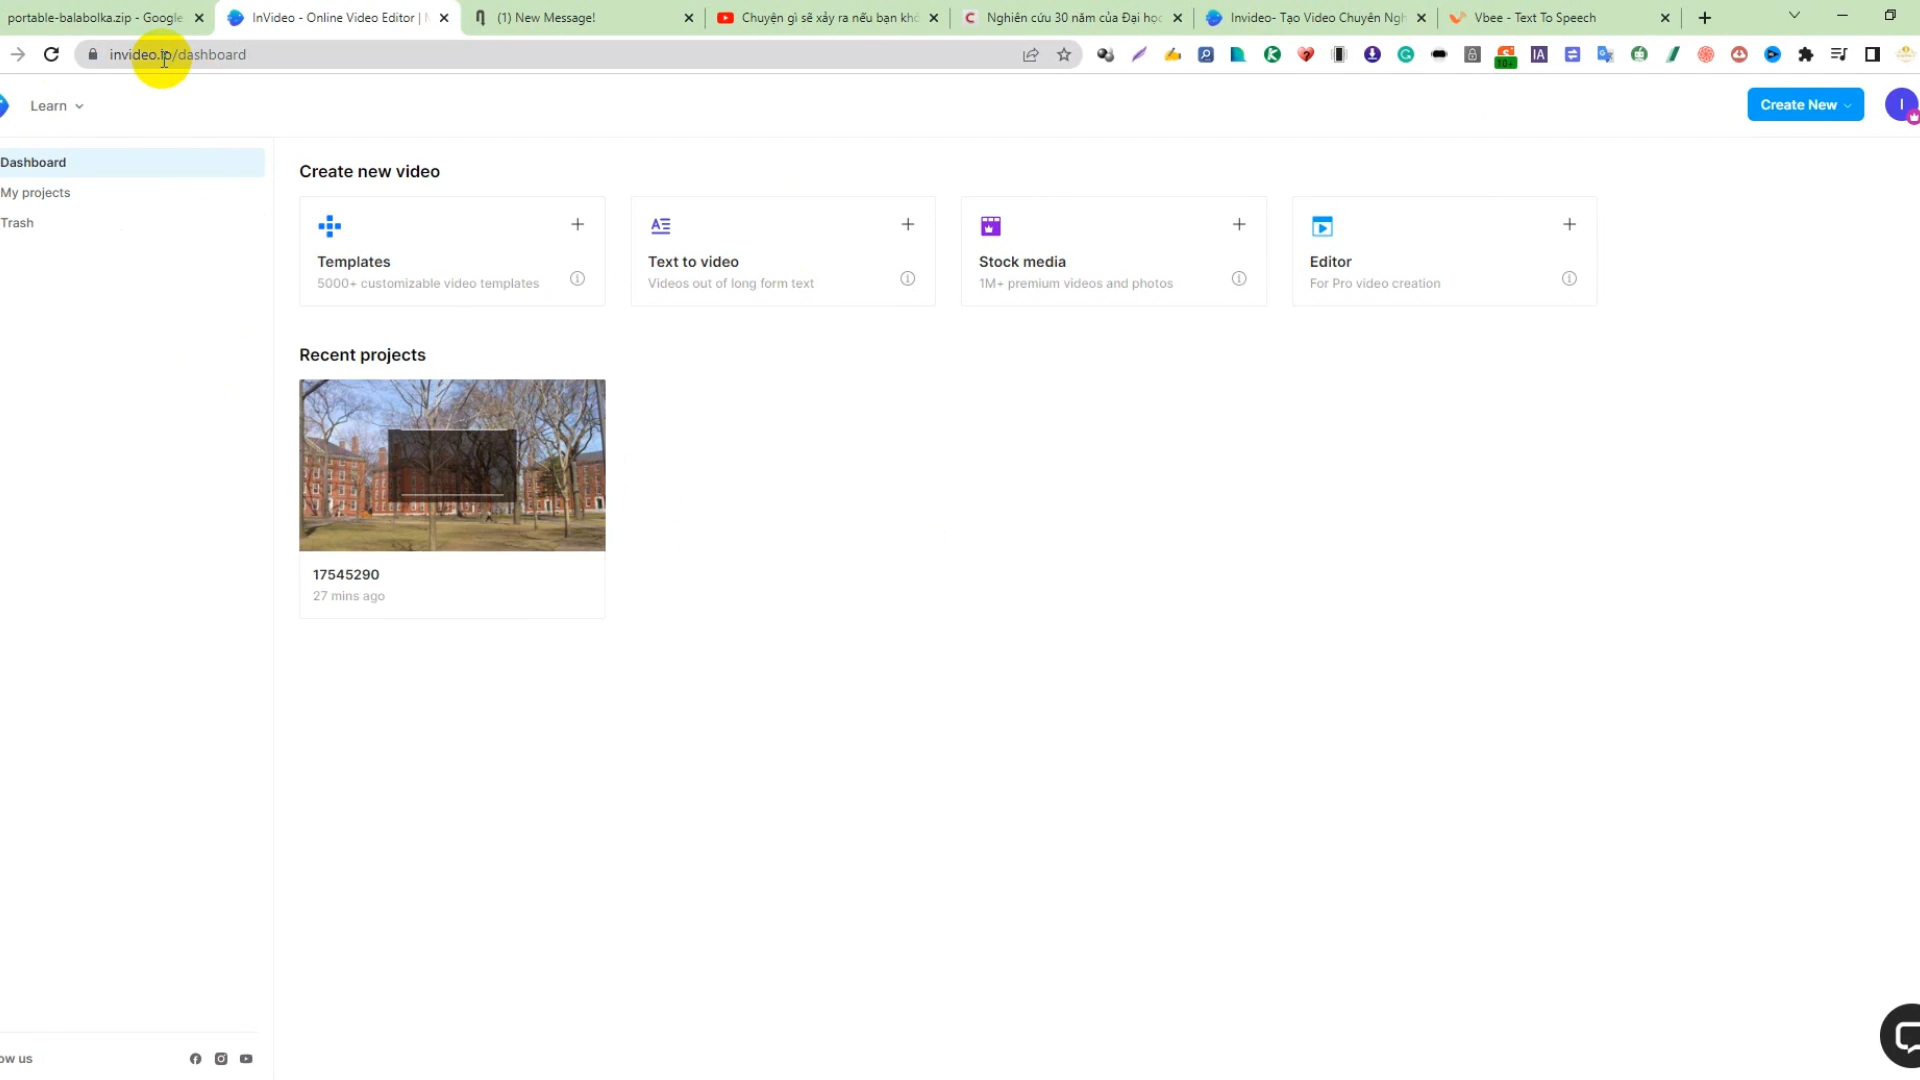 portable-balabolka.zip - Google
InVideo - Online Video Editor |
(1) New Message!
Chuyện gì sẽ xảy ra nếu bạn khô
Nghiên cứu 30 năm của Đại học
Invideo- Tạo Video Chuyên Ngh
Vbee - Text To Speech
invideo.io/dashboard
10+
IA
Learn
Create New
I
Dashboard
My projects
Trash
Create new video
Templates
5000+ customizable video templates
Text to video
Videos out of long form text
Stock media
1M+ premium videos and photos
Editor
For Pro video creation
Recent projects
17545290
27 mins ago
ow us